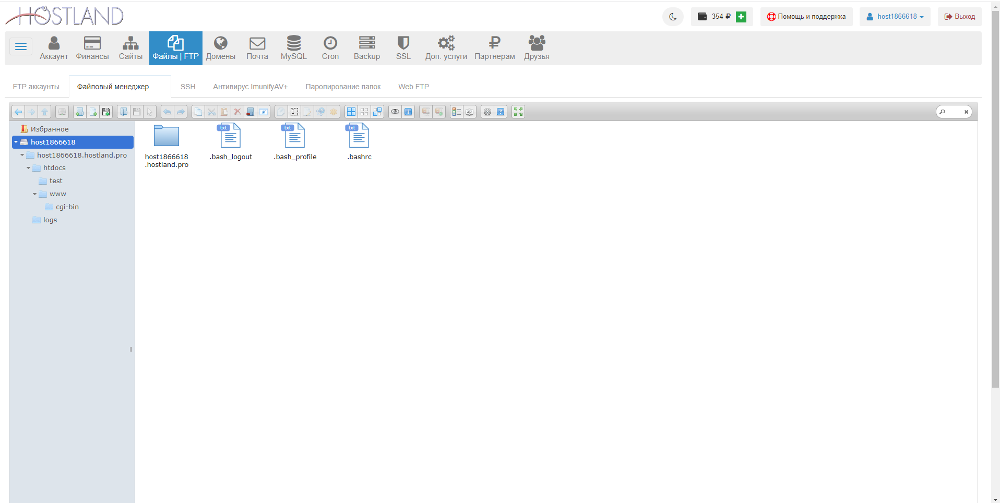 HOSTLAND
354 ₽
Помощь и поддержка
host1866618
Выход
Аккаунт
Финансы
Сайты
Файлы | FTP
Домены
Почта
MySQL
Cron
Backup
SSL
Доп. услуги
Партнерам
Друзья
FTP аккаунты
Файловый менеджер
SSH
Антивирус ImunifyAV+
Паролирование папок
Web FTP
Избранное
host1866618
host1866618.hostland.pro
htdocs
test
www
cgi-bin
logs
txt
txt
txt
host1866618
.hostland.pro
.bash_logout
.bash_profile
.bashrc